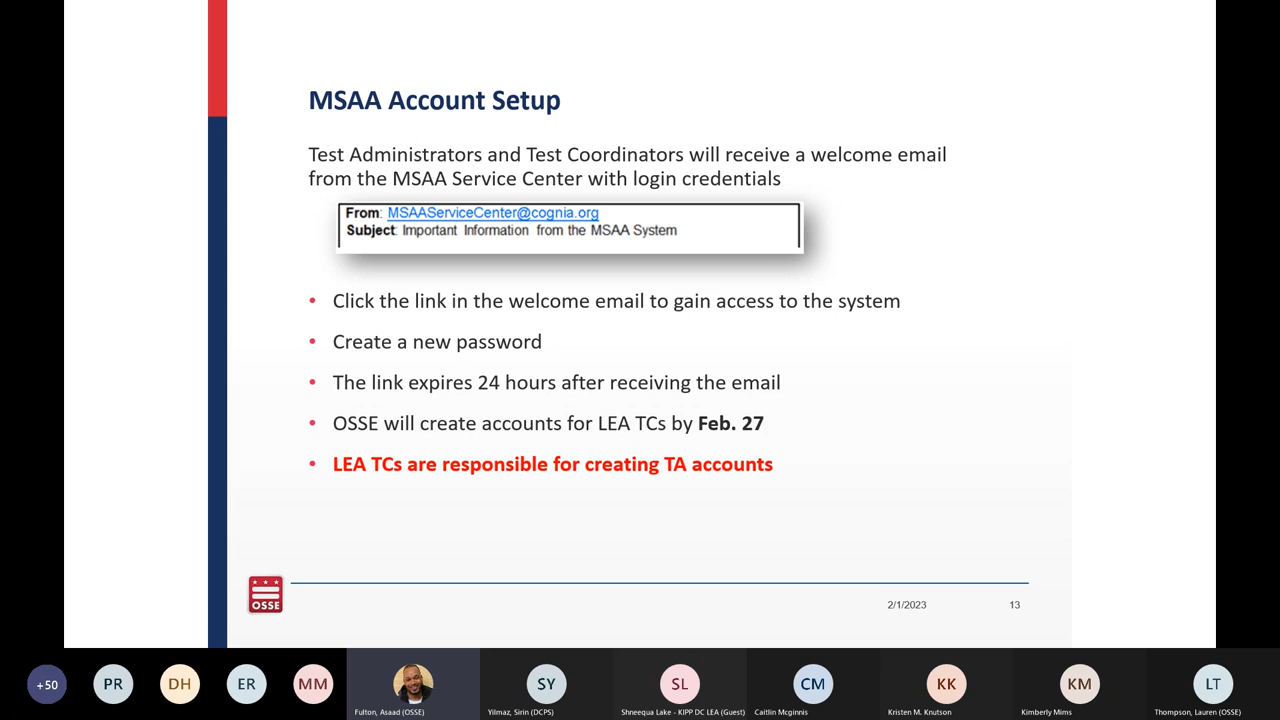 MSAA Account Setup
Test Administrators and Test Coordinators will receive a welcome email
from the MSAA Service Center with login credentials
From: MSAAServiceCenter@cognia.org
Subject: Important Information from the MSAA System
• Click the link in the welcome email to gain access to the system
• Create a new password
• The link expires 24 hours after receiving the email
• OSSE will create accounts for LEA TCs by Feb. 27
• LEA TCs are responsible for creating TA accounts
OSSE
2/1/2023 13
+50 PR DH ER MM SY SL CM KK KM LT
Fulton, Asaad (OSSE) Yilmaz, Sirin (DCPS) Shneequa Lake - KIPP DC LEA (Guest) Caitlin Mcginnis Kristen M. Knutson Kimberly Mims Thompson, Lauren (OSSE)